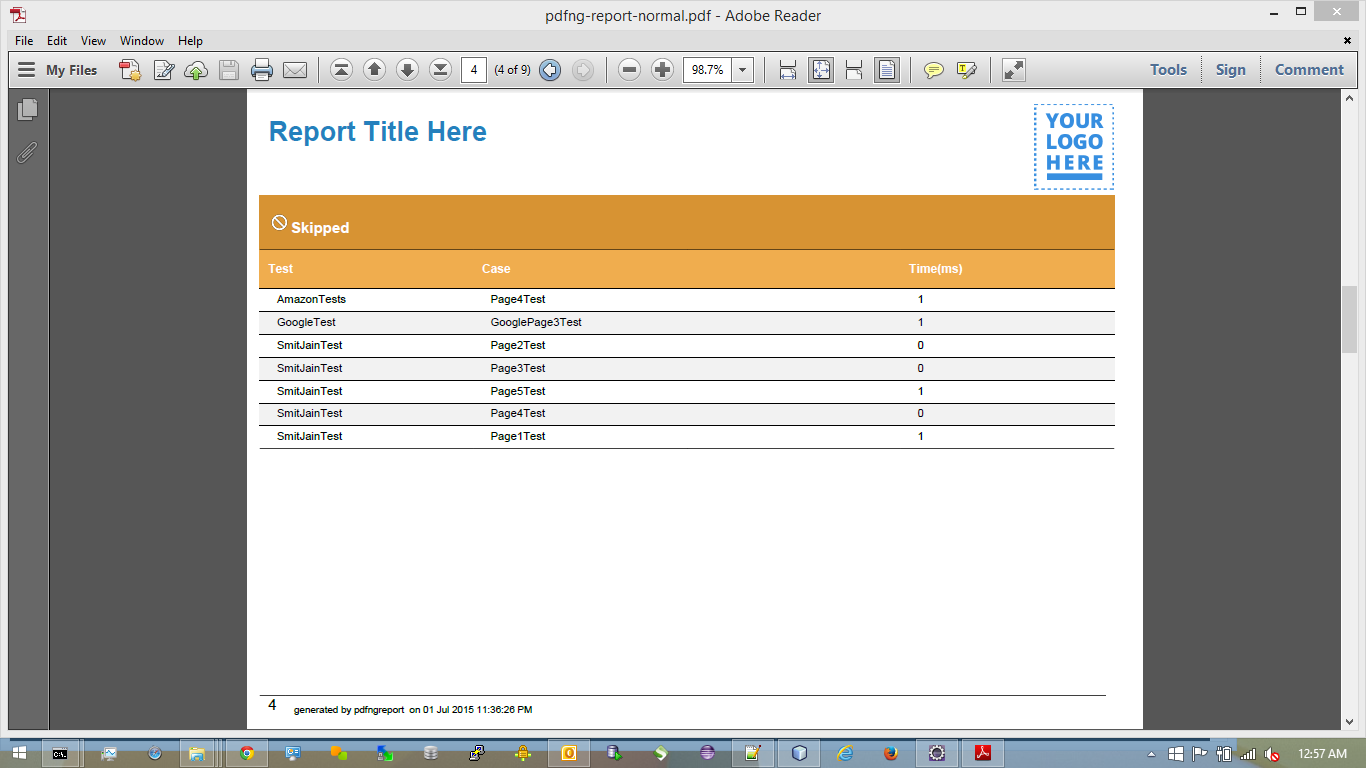 pdfng-report-normal.pdf - Adobe Reader
File Edit View Window Help
My Files 4 (4 of 9) 98.7% Tools Sign Comment
Report Title Here
YOUR
LOGO
HERE
Skipped
Test Case Time(ms)
AmazonTests Page4Test 1
GoogleTest GooglePage3Test 1
SmitJainTest Page2Test 0
SmitJainTest Page3Test 0
SmitJainTest Page5Test 1
SmitJainTest Page4Test 0
SmitJainTest Page1Test 1
4 generated by pdfngreport on 01 Jul 2015 11:36:26 PM
12:57 AM